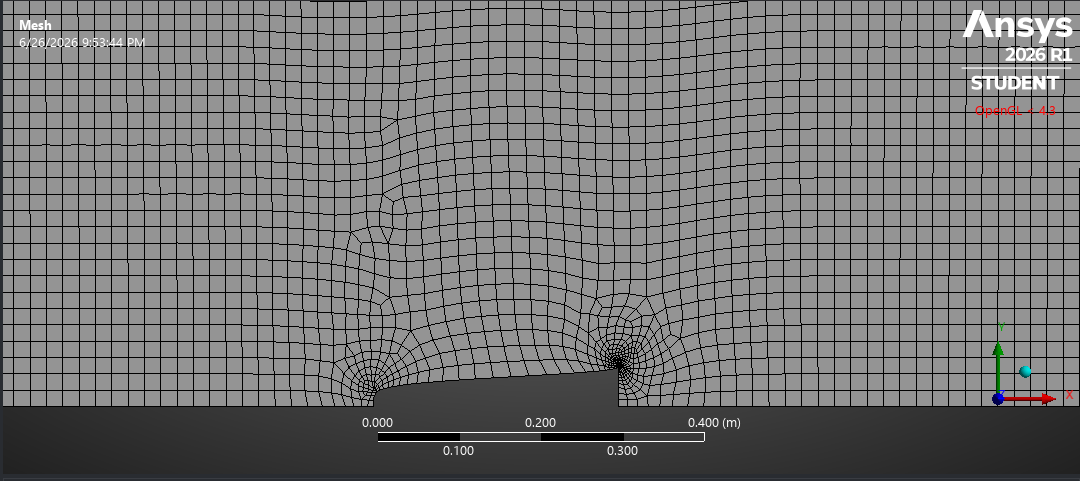 Mesh
6/26/2026 9:53:44 PM
Ansys
2026 R1
STUDENT
OpenGL < 4.3
Y
X
0.000
0.200
0.400 (m)
0.100
0.300